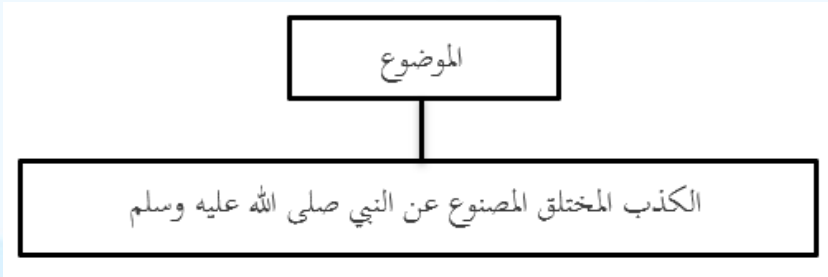 الموضوع
الكذب المختلق المصنوع عن النبي صلى الله عليه وسلم